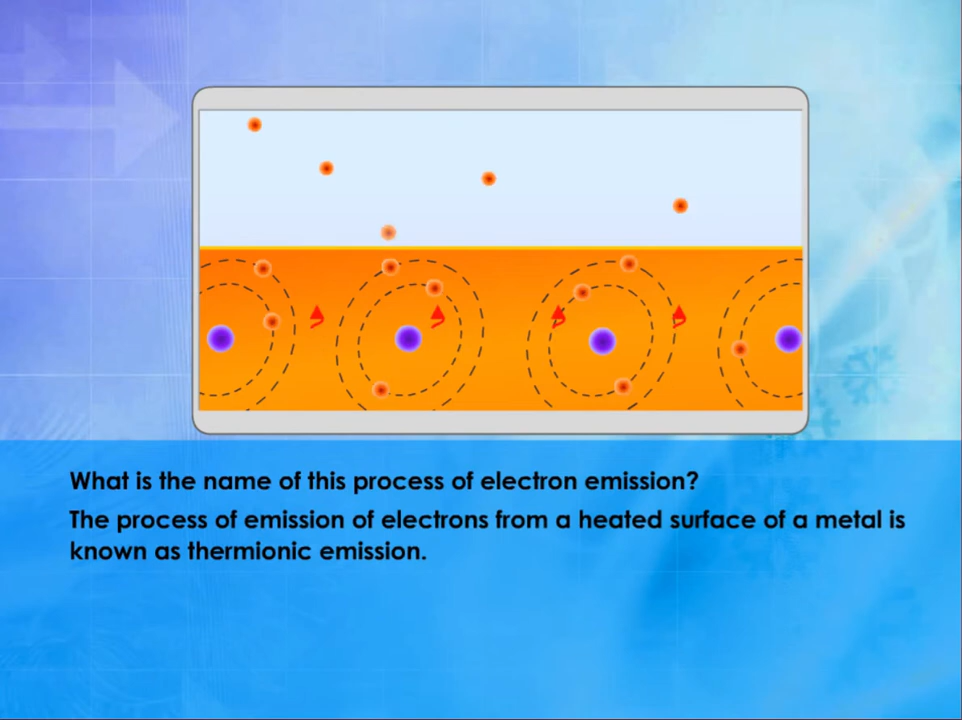 What is the name of this process of electron emission?
The process of emission of electrons from a heated surface of a metal is
known as thermionic emission.